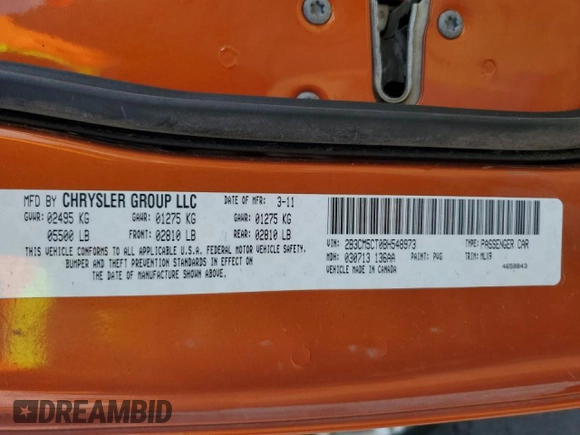 MFD BY CHRYSLER GROUP LLC DATE OF MFR: 3-11
GVWR: 02495 KG GAWR 01275 KG GAWR 01275 KG
05500 LB FRONT: 02810 LB REAR: 02810 LB
THIS VEHICLE CONFORMS TO ALL APPLICABLE U.S.A. FEDERAL MOTOR VEHICLE SAFETY,
BUMPER AND THEFT PREVENTION STANDARDS IN EFFECT ON
THE DATE OF MANUFACTURE SHOWN ABOVE.
VIN: 2B3CM5CT0BH548973 TYPE: PASSENGER CAR
MDH: 030713 136AA PAINT: PVG TRIM: MLX9
VEHICLE MADE IN CANADA 4650843
DREAMBID